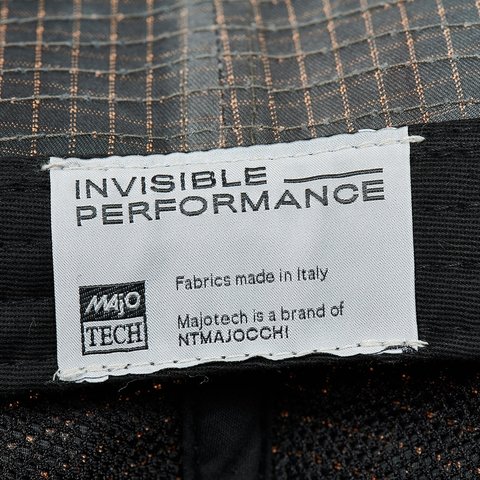 INVISIBLE
PERFORMANCE
Fabrics made in Italy
MAJO
TECH
Majotech is a brand of
NTMAJOCCHI